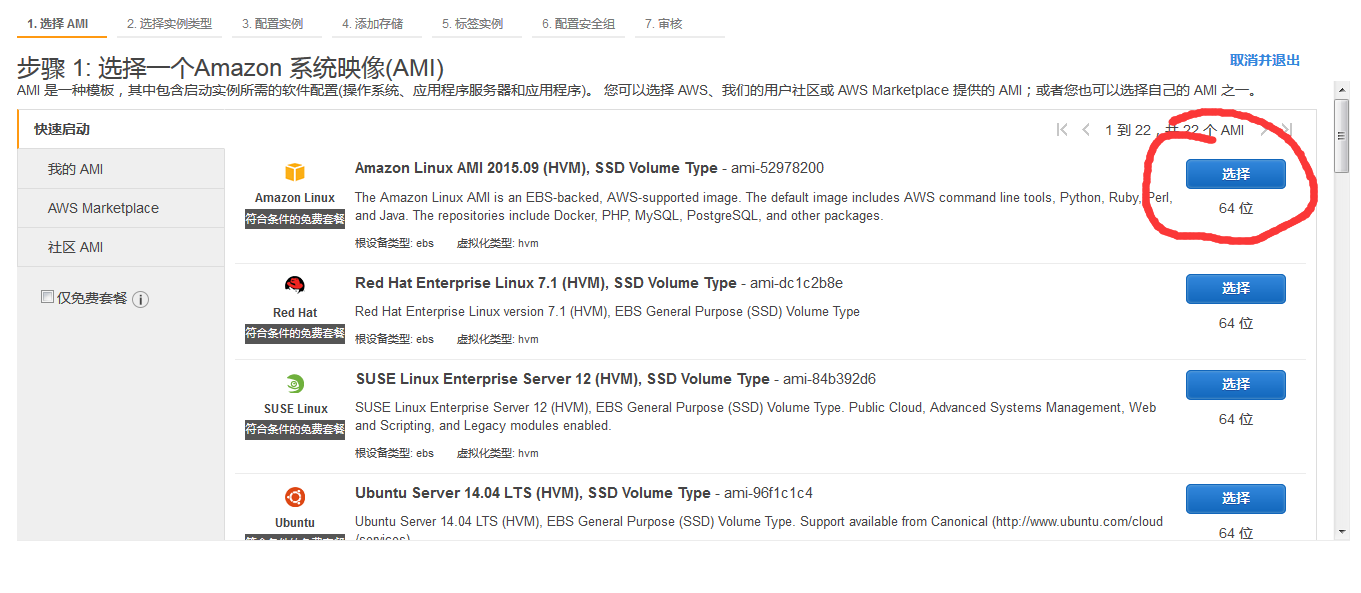 1. 选择 AMI
2. 选择实例类型
3. 配置实例
4. 添加存储
5. 标签实例
6. 配置安全组
7. 审核
步骤 1: 选择一个Amazon 系统映像(AMI)
取消并退出
AMI 是一种模板，其中包含启动实例所需的软件配置(操作系统、应用程序服务器和应用程序)。 您可以选择 AWS、我们的用户社区或 AWS Marketplace 提供的 AMI；或者您也可以选择自己的 AMI 之一。
快速启动
我的 AMI
AWS Marketplace
社区 AMI
仅免费套餐
1 到 22，共 22 个 AMI
Amazon Linux
符合条件的免费套餐
Amazon Linux AMI 2015.09 (HVM), SSD Volume Type - ami-52978200
The Amazon Linux AMI is an EBS-backed, AWS-supported image. The default image includes AWS command line tools, Python, Ruby, Perl,
and Java. The repositories include Docker, PHP, MySQL, PostgreSQL, and other packages.
根设备类型: ebs 虚拟化类型: hvm
选择
64 位
Red Hat
符合条件的免费套餐
Red Hat Enterprise Linux 7.1 (HVM), SSD Volume Type - ami-dc1c2b8e
Red Hat Enterprise Linux version 7.1 (HVM), EBS General Purpose (SSD) Volume Type
根设备类型: ebs 虚拟化类型: hvm
选择
64 位
SUSE Linux
符合条件的免费套餐
SUSE Linux Enterprise Server 12 (HVM), SSD Volume Type - ami-84b392d6
SUSE Linux Enterprise Server 12 (HVM), EBS General Purpose (SSD) Volume Type. Public Cloud, Advanced Systems Management, Web
and Scripting, and Legacy modules enabled.
根设备类型: ebs 虚拟化类型: hvm
选择
64 位
Ubuntu
符合条件的免费套餐
Ubuntu Server 14.04 LTS (HVM), SSD Volume Type - ami-96f1c1c4
Ubuntu Server 14.04 LTS (HVM), EBS General Purpose (SSD) Volume Type. Support available from Canonical (http://www.ubuntu.com/cloud
/services).
选择
64 位